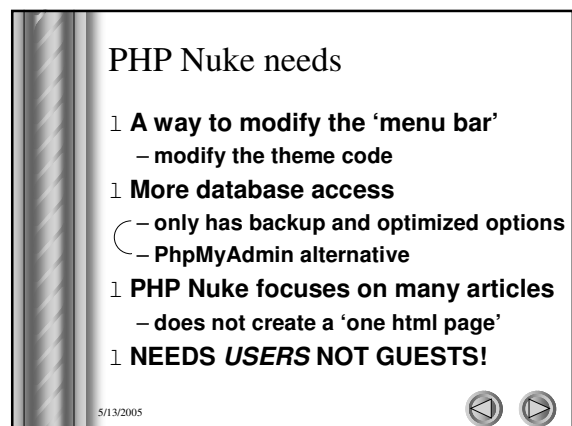 PHP Nuke needs
l A way to modify the ‘menu bar’
– modify the theme code
l More database access
– only has backup and optimized options
– PhpMyAdmin alternative
l PHP Nuke focuses on many articles
– does not create a ‘one html page’
l NEEDS USERS NOT GUESTS!
5/13/2005